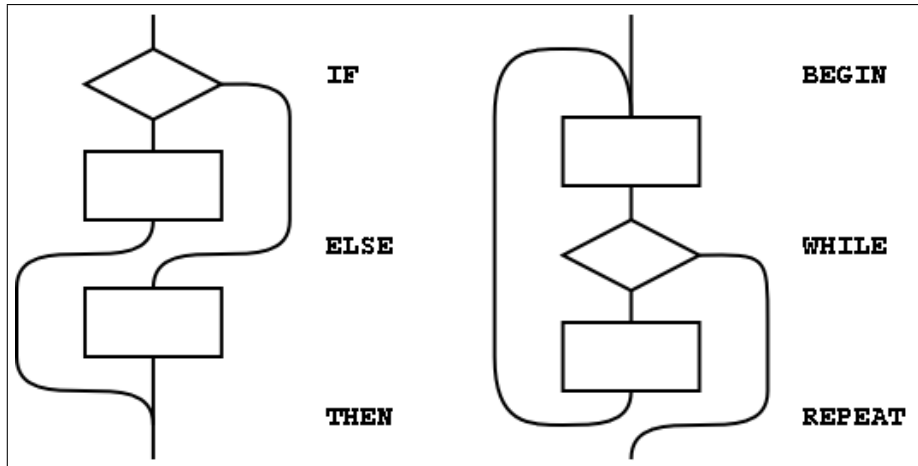 IF
ELSE
THEN
BEGIN
WHILE
REPEAT